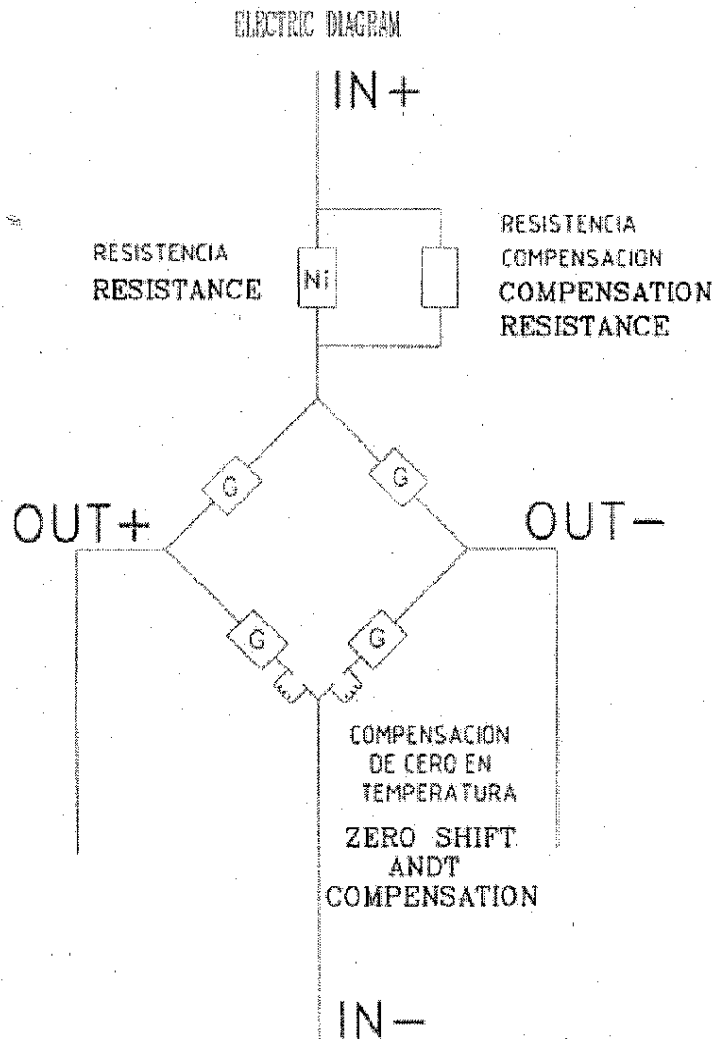 ELECTRIC DIAGRAM
IN+
RESISTENCIA
RESISTANCE
Ni
RESISTENCIA
COMPENSACION
COMPENSATION
RESISTANCE
G
G
OUT+
OUT-
G
G
COMPENSACION
DE CERO EN
TEMPERATURA
ZERO SHIFT
ANDT
COMPENSATION
IN-